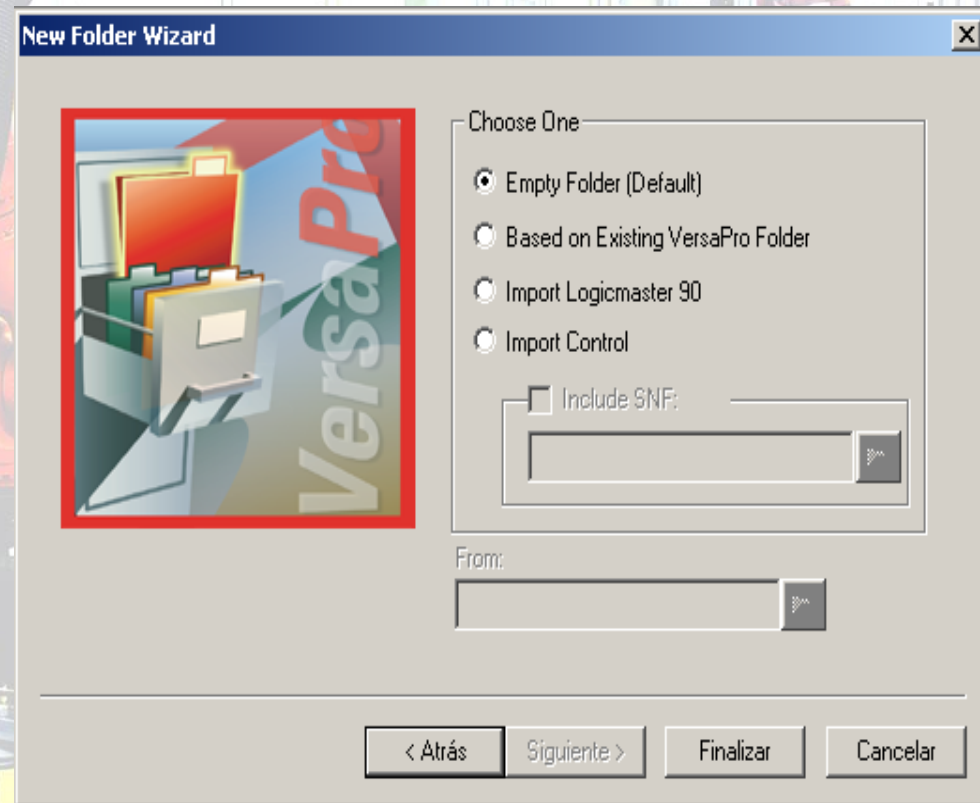 New Folder Wizard
VersaPro
Choose One
Empty Folder (Default)
Based on Existing VersaPro Folder
Import Logicmaster 90
Import Control
Include SNF:
From:
< Atrás
Siguiente >
Finalizar
Cancelar